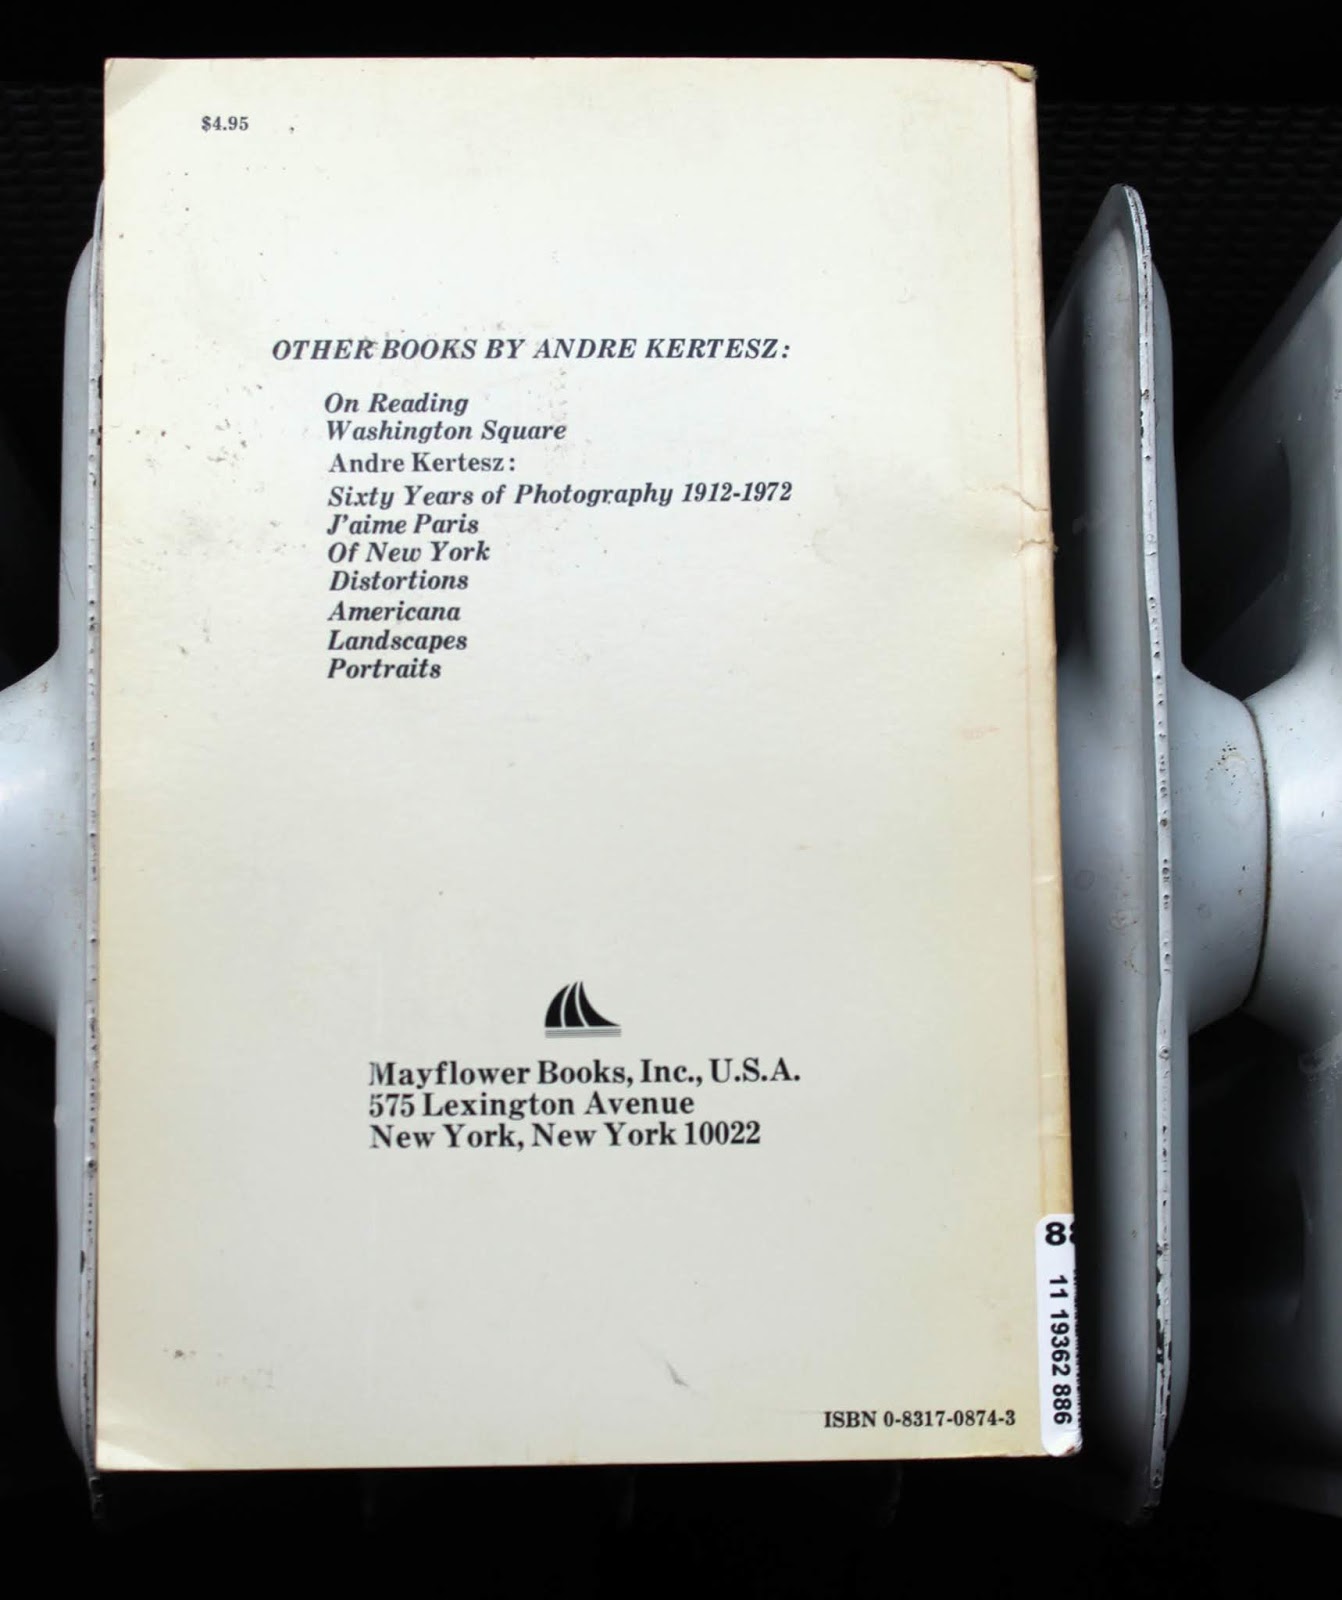 $4.95
OTHER BOOKS BY ANDRE KERTESZ:
On Reading
Washington Square
Andre Kertesz:
Sixty Years of Photography 1912-1972
J'aime Paris
Of New York
Distortions
Americana
Landscapes
Portraits
Mayflower Books, Inc., U.S.A.
575 Lexington Avenue
New York, New York 10022
11 19362 886
ISBN 0-8317-0874-3